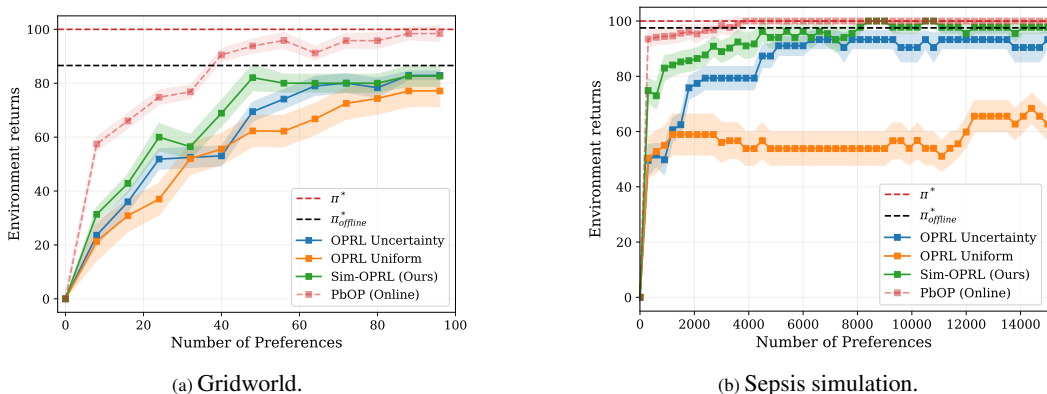 100
80
60
40
20
0
Environment returns
0
20
40
60
80
100
Number of Preferences
π*
π*offline
OPRL Uncertainty
OPRL Uniform
Sim-OPRL (Ours)
PbOP (Online)
(a) Gridworld.
100
80
60
40
20
0
Environment returns
0
2000
4000
6000
8000
10000
12000
14000
Number of Preferences
π*
π*offline
OPRL Uncertainty
OPRL Uniform
Sim-OPRL (Ours)
PbOP (Online)
(b) Sepsis simulation.